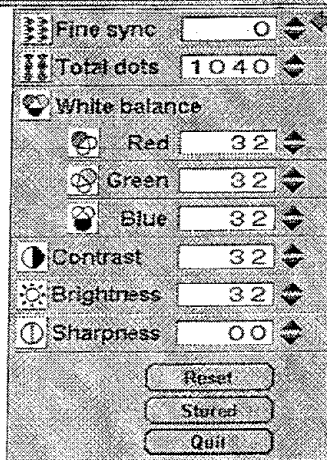 Fine sync 0
Total dots 1040
White balance
Red 32
Green 32
Blue 32
Contrast 32
Brightness 32
Sharpness 00
Reset
Stored
Quit